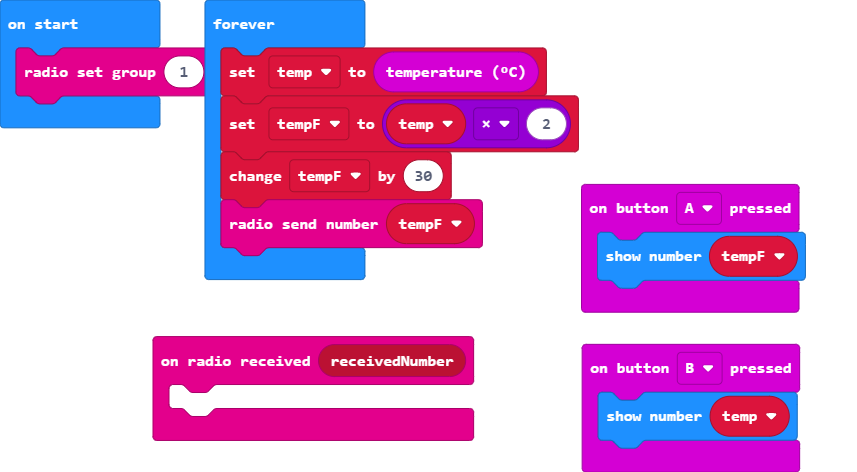 on start
radio set group 1
forever
set temp to temperature (ºC)
set tempF to temp × 2
change tempF by 30
radio send number tempF
on button A pressed
show number tempF
on radio received receivedNumber
on button B pressed
show number temp